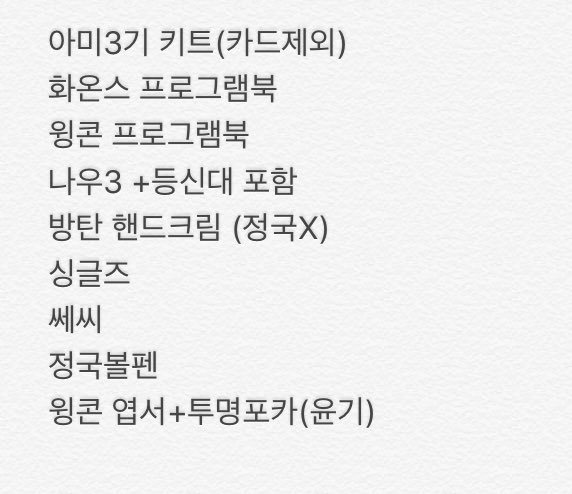 아미3기 키트(카드제외)
화온스 프로그램북
윙콘 프로그램북
나우3 +등신대 포함
방탄 핸드크림 (정국X)
싱글즈
쎄씨
정국볼펜
윙콘 엽서+투명포카(윤기)